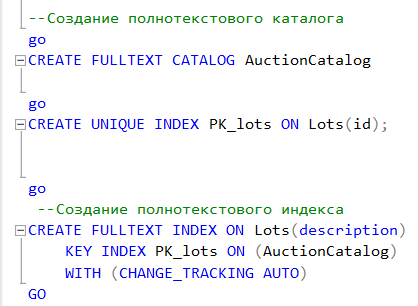 --Создание полнотекстового каталога
go
CREATE FULLTEXT CATALOG AuctionCatalog
go
CREATE UNIQUE INDEX PK_lots ON Lots(id);
go
--Создание полнотекстового индекса
CREATE FULLTEXT INDEX ON Lots(description)
KEY INDEX PK_lots ON (AuctionCatalog)
WITH (CHANGE_TRACKING AUTO)
GO